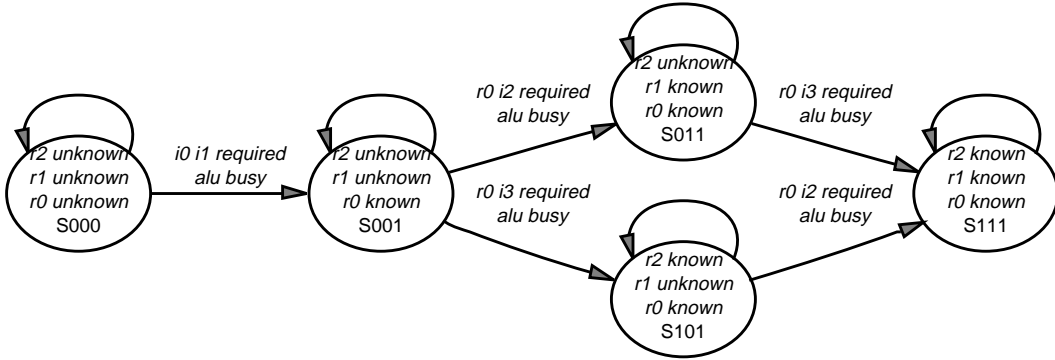 r2 unknown
r1 unknown
r0 unknown
S000
i0 i1 required
alu busy
r2 unknown
r1 unknown
r0 known
S001
r0 i2 required
alu busy
r0 i3 required
alu busy
r2 unknown
r1 known
r0 known
S011
r2 known
r1 unknown
r0 known
S101
r0 i3 required
alu busy
r0 i2 required
alu busy
r2 known
r1 known
r0 known
S111